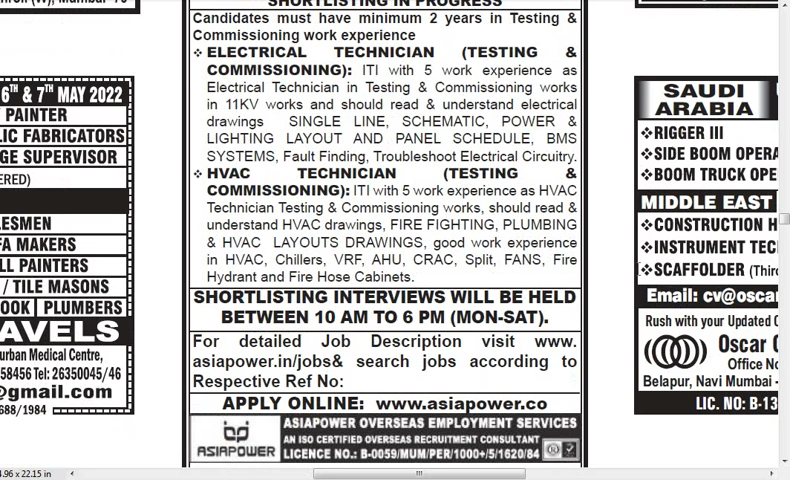 SHORTLISTING IN PROGRESS
Candidates must have minimum 2 years in Testing &
Commissioning work experience
❖ ELECTRICAL TECHNICIAN (TESTING &
COMMISSIONING): ITI with 5 work experience as
Electrical Technician in Testing & Commissioning works
in 11KV works and should read & understand electrical
drawings SINGLE LINE, SCHEMATIC, POWER &
LIGHTING LAYOUT AND PANEL SCHEDULE, BMS
SYSTEMS, Fault Finding, Troubleshoot Electrical Circuitry.
❖ HVAC TECHNICIAN (TESTING &
COMMISSIONING): ITI with 5 work experience as HVAC
Technician Testing & Commissioning works, should read &
understand HVAC drawings, FIRE FIGHTING, PLUMBING
& HVAC LAYOUTS DRAWINGS, good work experience
in HVAC, Chillers, VRF, AHU, CRAC, Split, FANS, Fire
Hydrant and Fire Hose Cabinets.
SHORTLISTING INTERVIEWS WILL BE HELD
BETWEEN 10 AM TO 6 PM (MON-SAT).
For detailed Job Description visit www.
asiapower.in/jobs& search jobs according to
Respective Ref No:
APPLY ONLINE: www.asiapower.co
ASIAPOWER
ASIAPOWER OVERSEAS EMPLOYMENT SERVICES
AN ISO CERTIFIED OVERSEAS RECRUITMENT CONSULTANT
LICENCE NO.: B-0059/MUM/PER/1000+/5/1620/84
6TH & 7TH MAY 2022
PAINTER
LIC FABRICATORS
GE SUPERVISOR
ERED)
LESMEN
FA MAKERS
LL PAINTERS
/ TILE MASONS
OOK PLUMBERS
AVELS
urban Medical Centre,
58456 Tel: 26350045/46
@gmail.com
688/1984
SAUDI
ARABIA
❖RIGGER III
❖SIDE BOOM OPERA
❖BOOM TRUCK OPE
MIDDLE EAST
❖CONSTRUCTION H
❖INSTRUMENT TEC
❖SCAFFOLDER (Thir
Email: cv@oscar
Rush with your Updated C
Oscar
Office No
Belapur, Navi Mumbai -
LIC. NO: B-13
4.96 x 22.15 in